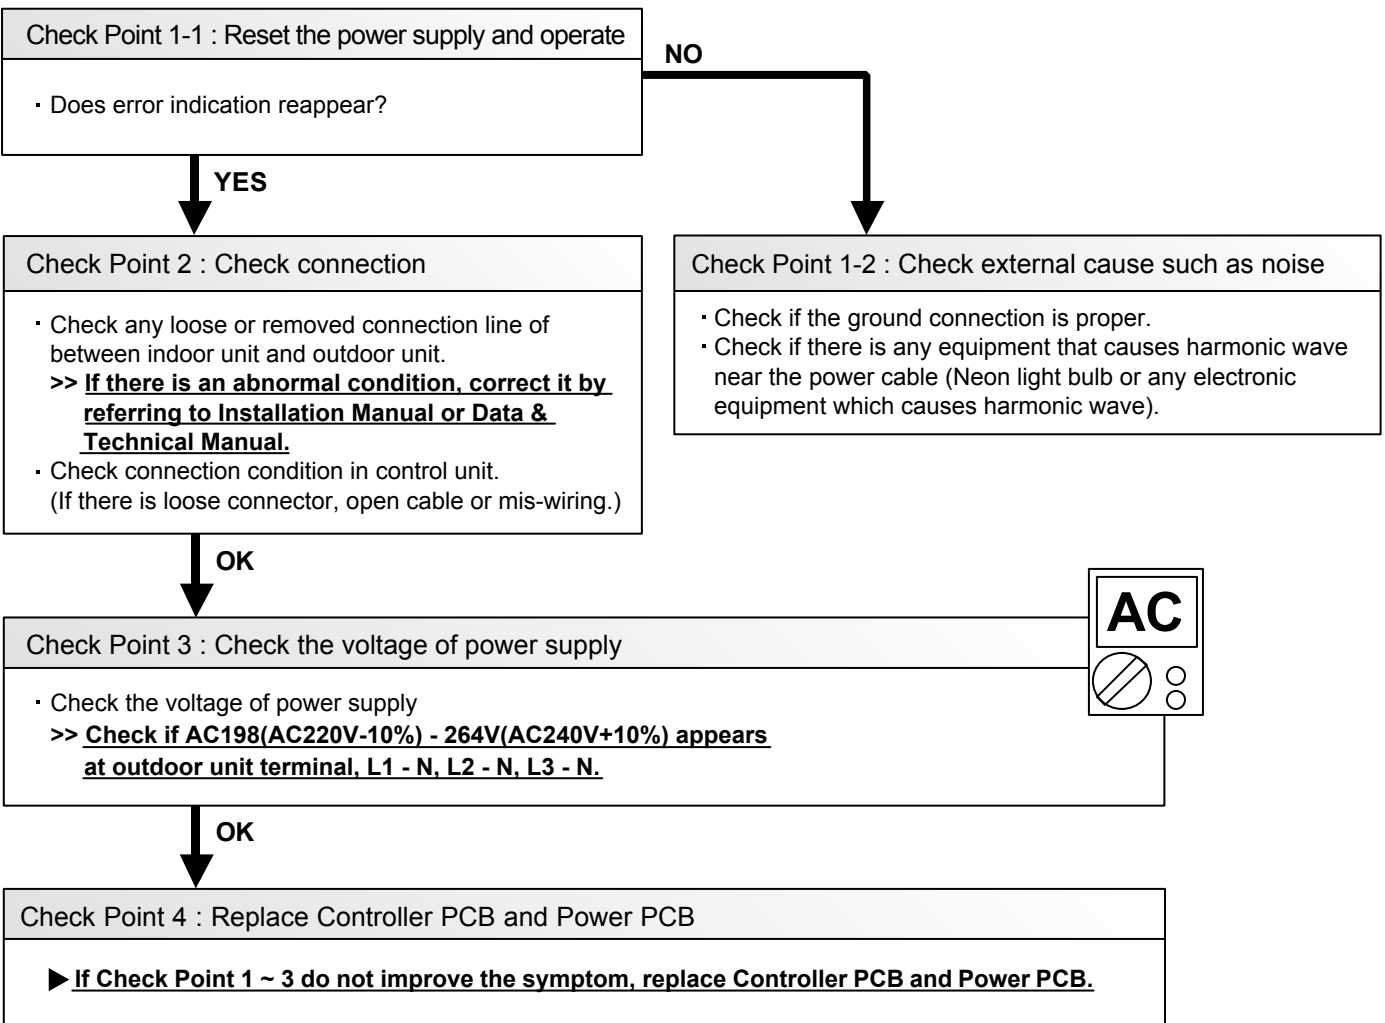 Check Point 1-1 : Reset the power supply and operate
· Does error indication reappear?
NO
YES
Check Point 2 : Check connection
· Check any loose or removed connection line of
between indoor unit and outdoor unit.
>> If there is an abnormal condition, correct it by
referring to Installation Manual or Data &
Technical Manual.
· Check connection condition in control unit.
(If there is loose connector, open cable or mis-wiring.)
Check Point 1-2 : Check external cause such as noise
· Check if the ground connection is proper.
· Check if there is any equipment that causes harmonic wave
near the power cable (Neon light bulb or any electronic
equipment which causes harmonic wave).
OK
Check Point 3 : Check the voltage of power supply
AC
· Check the voltage of power supply
>> Check if AC198(AC220V-10%) - 264V(AC240V+10%) appears
at outdoor unit terminal, L1 - N, L2 - N, L3 - N.
OK
Check Point 4 : Replace Controller PCB and Power PCB
▶ If Check Point 1 ~ 3 do not improve the symptom, replace Controller PCB and Power PCB.